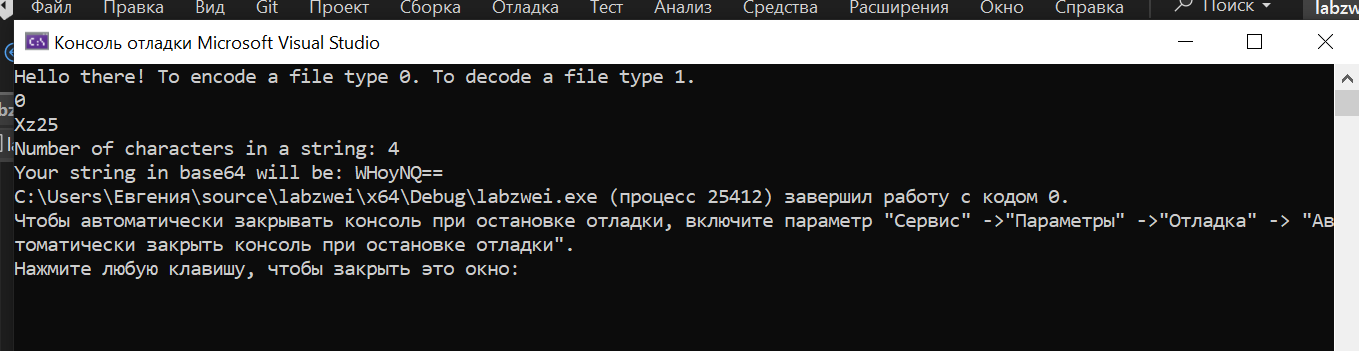 Файл Правка Вид Git Проект Сборка Отладка Тест Анализ Средства Расширения Окно Справка Поиск labzw
Консоль отладки Microsoft Visual Studio
Hello there! To encode a file type 0. To decode a file type 1.
0
Xz25
Number of characters in a string: 4
Your string in base64 will be: WHoyNQ==
C:\Users\Евгения\source\labzwei\x64\Debug\labzwei.exe (процесс 25412) завершил работу с кодом 0.
Чтобы автоматически закрывать консоль при остановке отладки, включите параметр "Сервис" ->"Параметры" ->"Отладка" -> "Ав
томатически закрыть консоль при остановке отладки".
Нажмите любую клавишу, чтобы закрыть это окно: